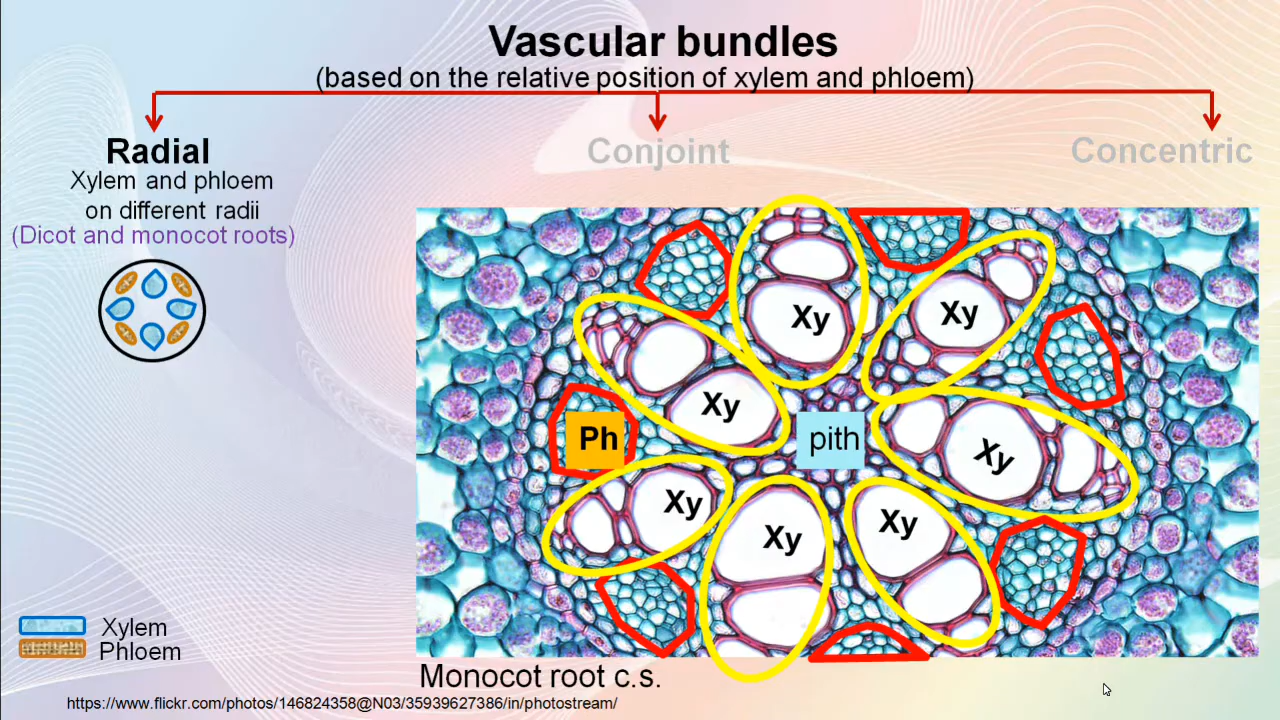 Vascular bundles
(based on the relative position of xylem and phloem)
Radial
Conjoint
Concentric
Xylem and phloem
on different radii
(Dicot and monocot roots)
Xy
Xy
Xy
Ph
pith
Xy
Xy
Xy
Xy
Xylem
Phloem
Monocot root c.s.
https://www.flickr.com/photos/146824358@N03/35939627386/in/photostream/